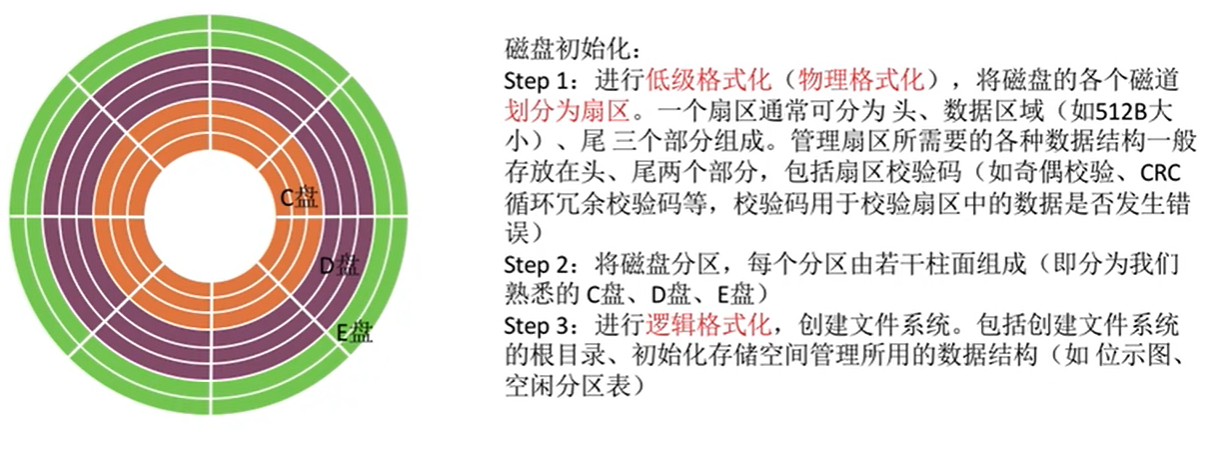 C盘
D盘
E盘
磁盘初始化：
Step 1：进行低级格式化（物理格式化），将磁盘的各个磁道
划分为扇区。一个扇区通常可分为 头、数据区域（如512B大
小）、尾 三个部分组成。管理扇区所需要的各种数据结构一般
存放在头、尾两个部分，包括扇区校验码（如奇偶校验、CRC
循环冗余校验码等，校验码用于校验扇区中的数据是否发生错
误）
Step 2：将磁盘分区，每个分区由若干柱面组成（即分为我们
熟悉的 C盘、D盘、E盘）
Step 3：进行逻辑格式化，创建文件系统。包括创建文件系统
的根目录、初始化存储空间管理所用的数据结构（如 位示图、
空闲分区表）